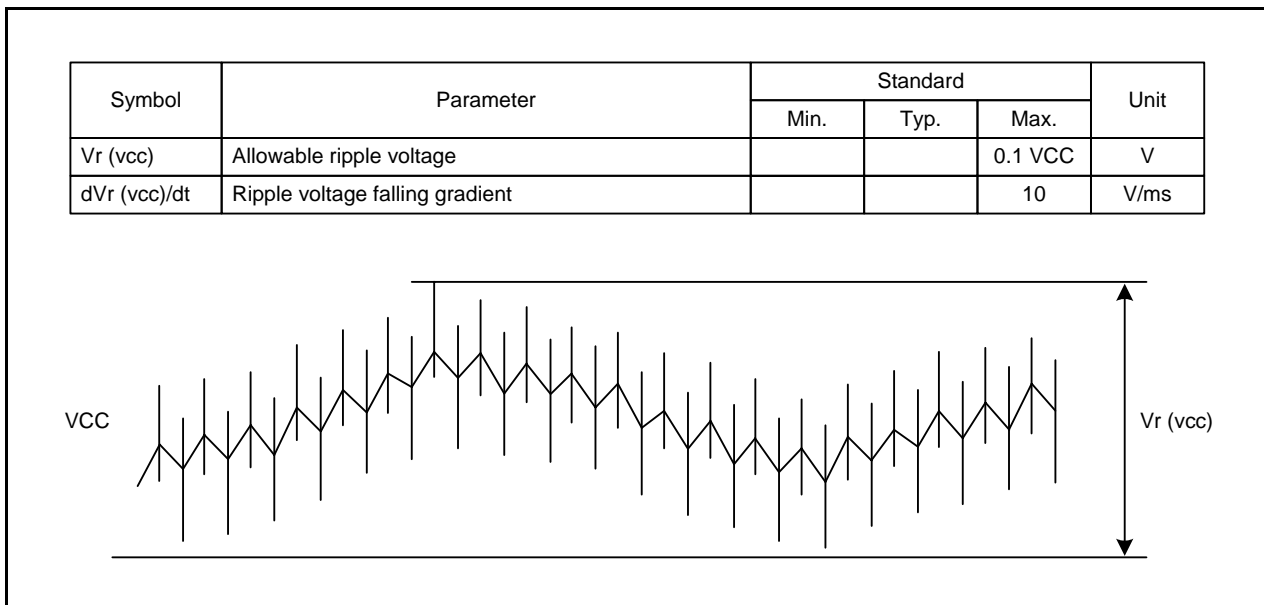 Symbol Parameter Standard Unit
Min. Typ. Max.
Vr (vcc) Allowable ripple voltage 0.1 VCC V
dVr (vcc)/dt Ripple voltage falling gradient 10 V/ms
VCC
Vr (vcc)